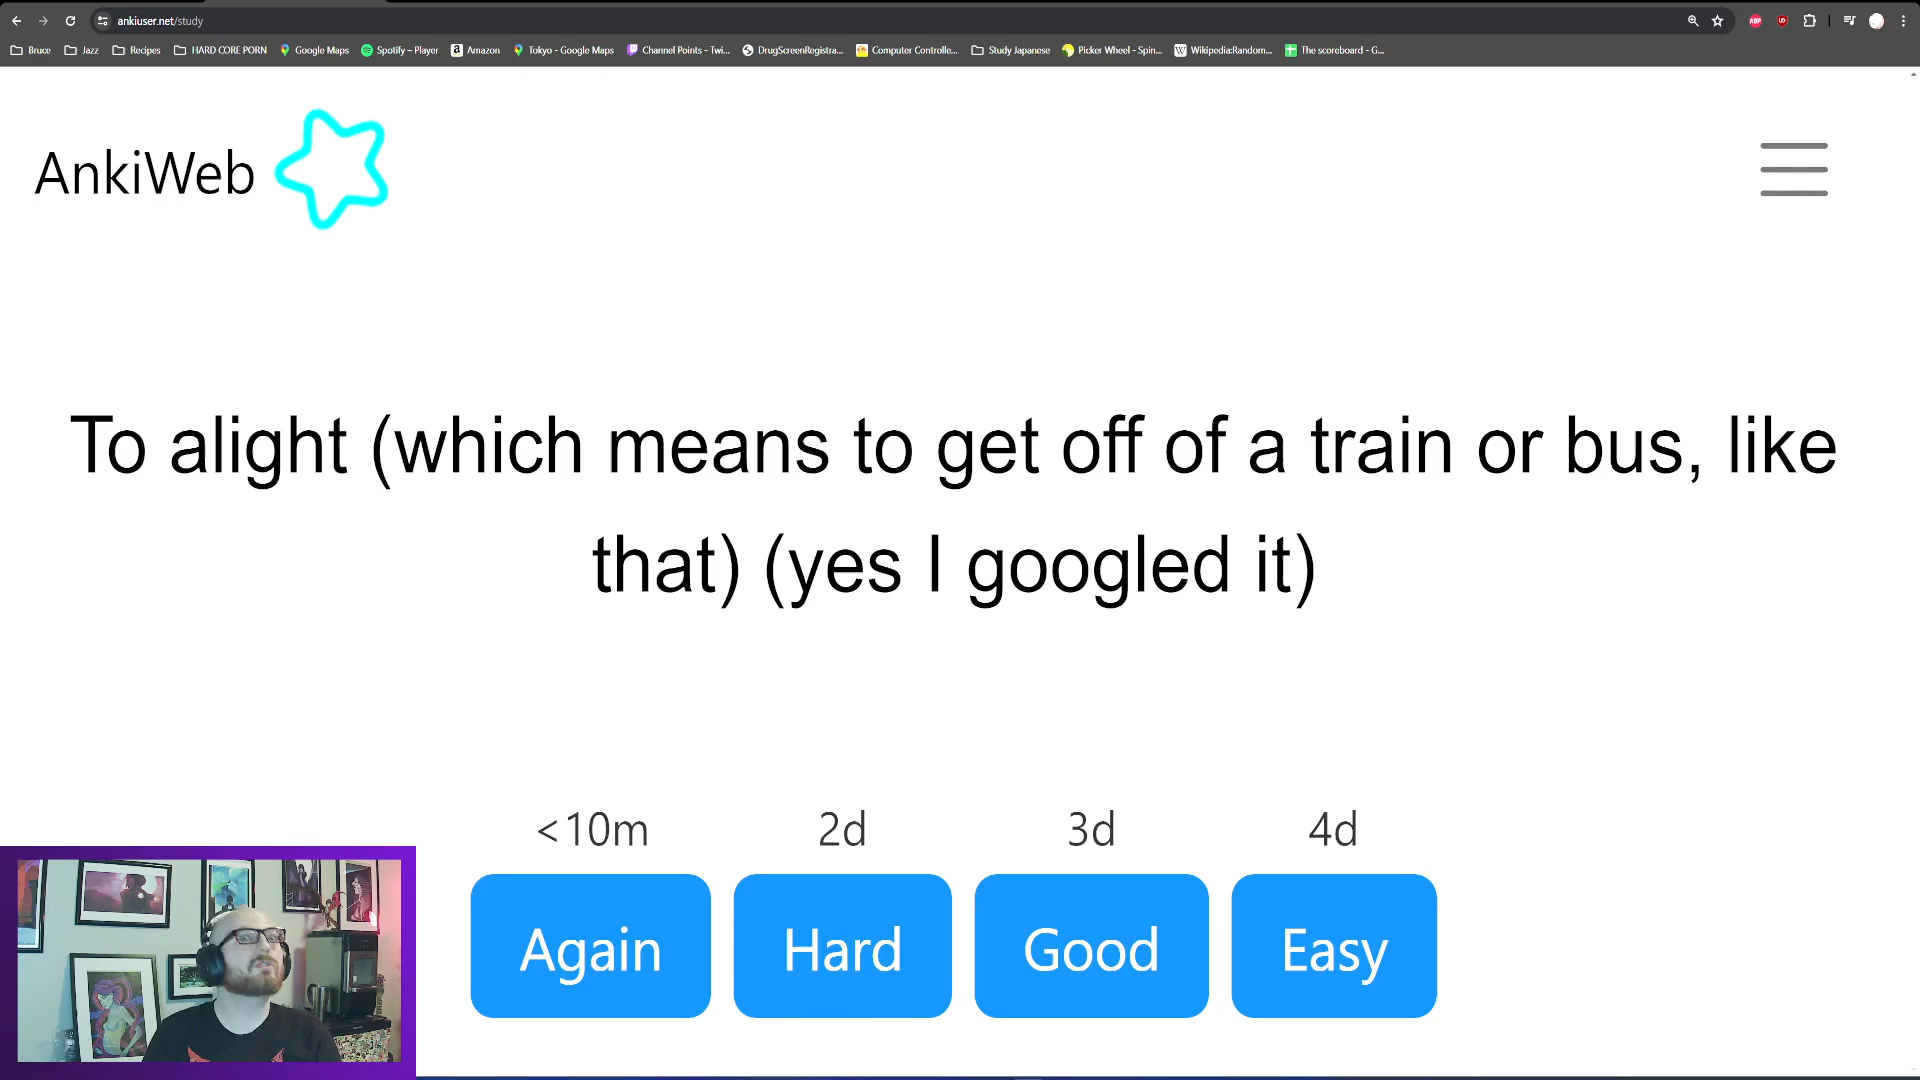 ankiuser.net/study
Bruce Jazz Recipes HARD CORE PORN Google Maps Spotify – Player Amazon Tokyo - Google Maps Channel Points - Twi... DrugScreenRegistra... Computer Controlle... Study Japanese Picker Wheel - Spin... Wikipedia:Random... The scoreboard - G...
AnkiWeb
To alight (which means to get off of a train or bus, like
that) (yes I googled it)
<10m 2d 3d 4d
Again Hard Good Easy